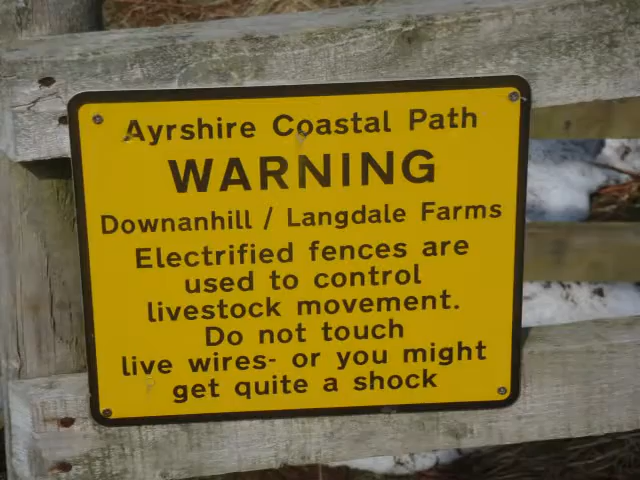 Ayrshire Coastal Path
WARNING
Downanhill / Langdale Farms
Electrified fences are
used to control
livestock movement.
Do not touch
live wires- or you might
get quite a shock